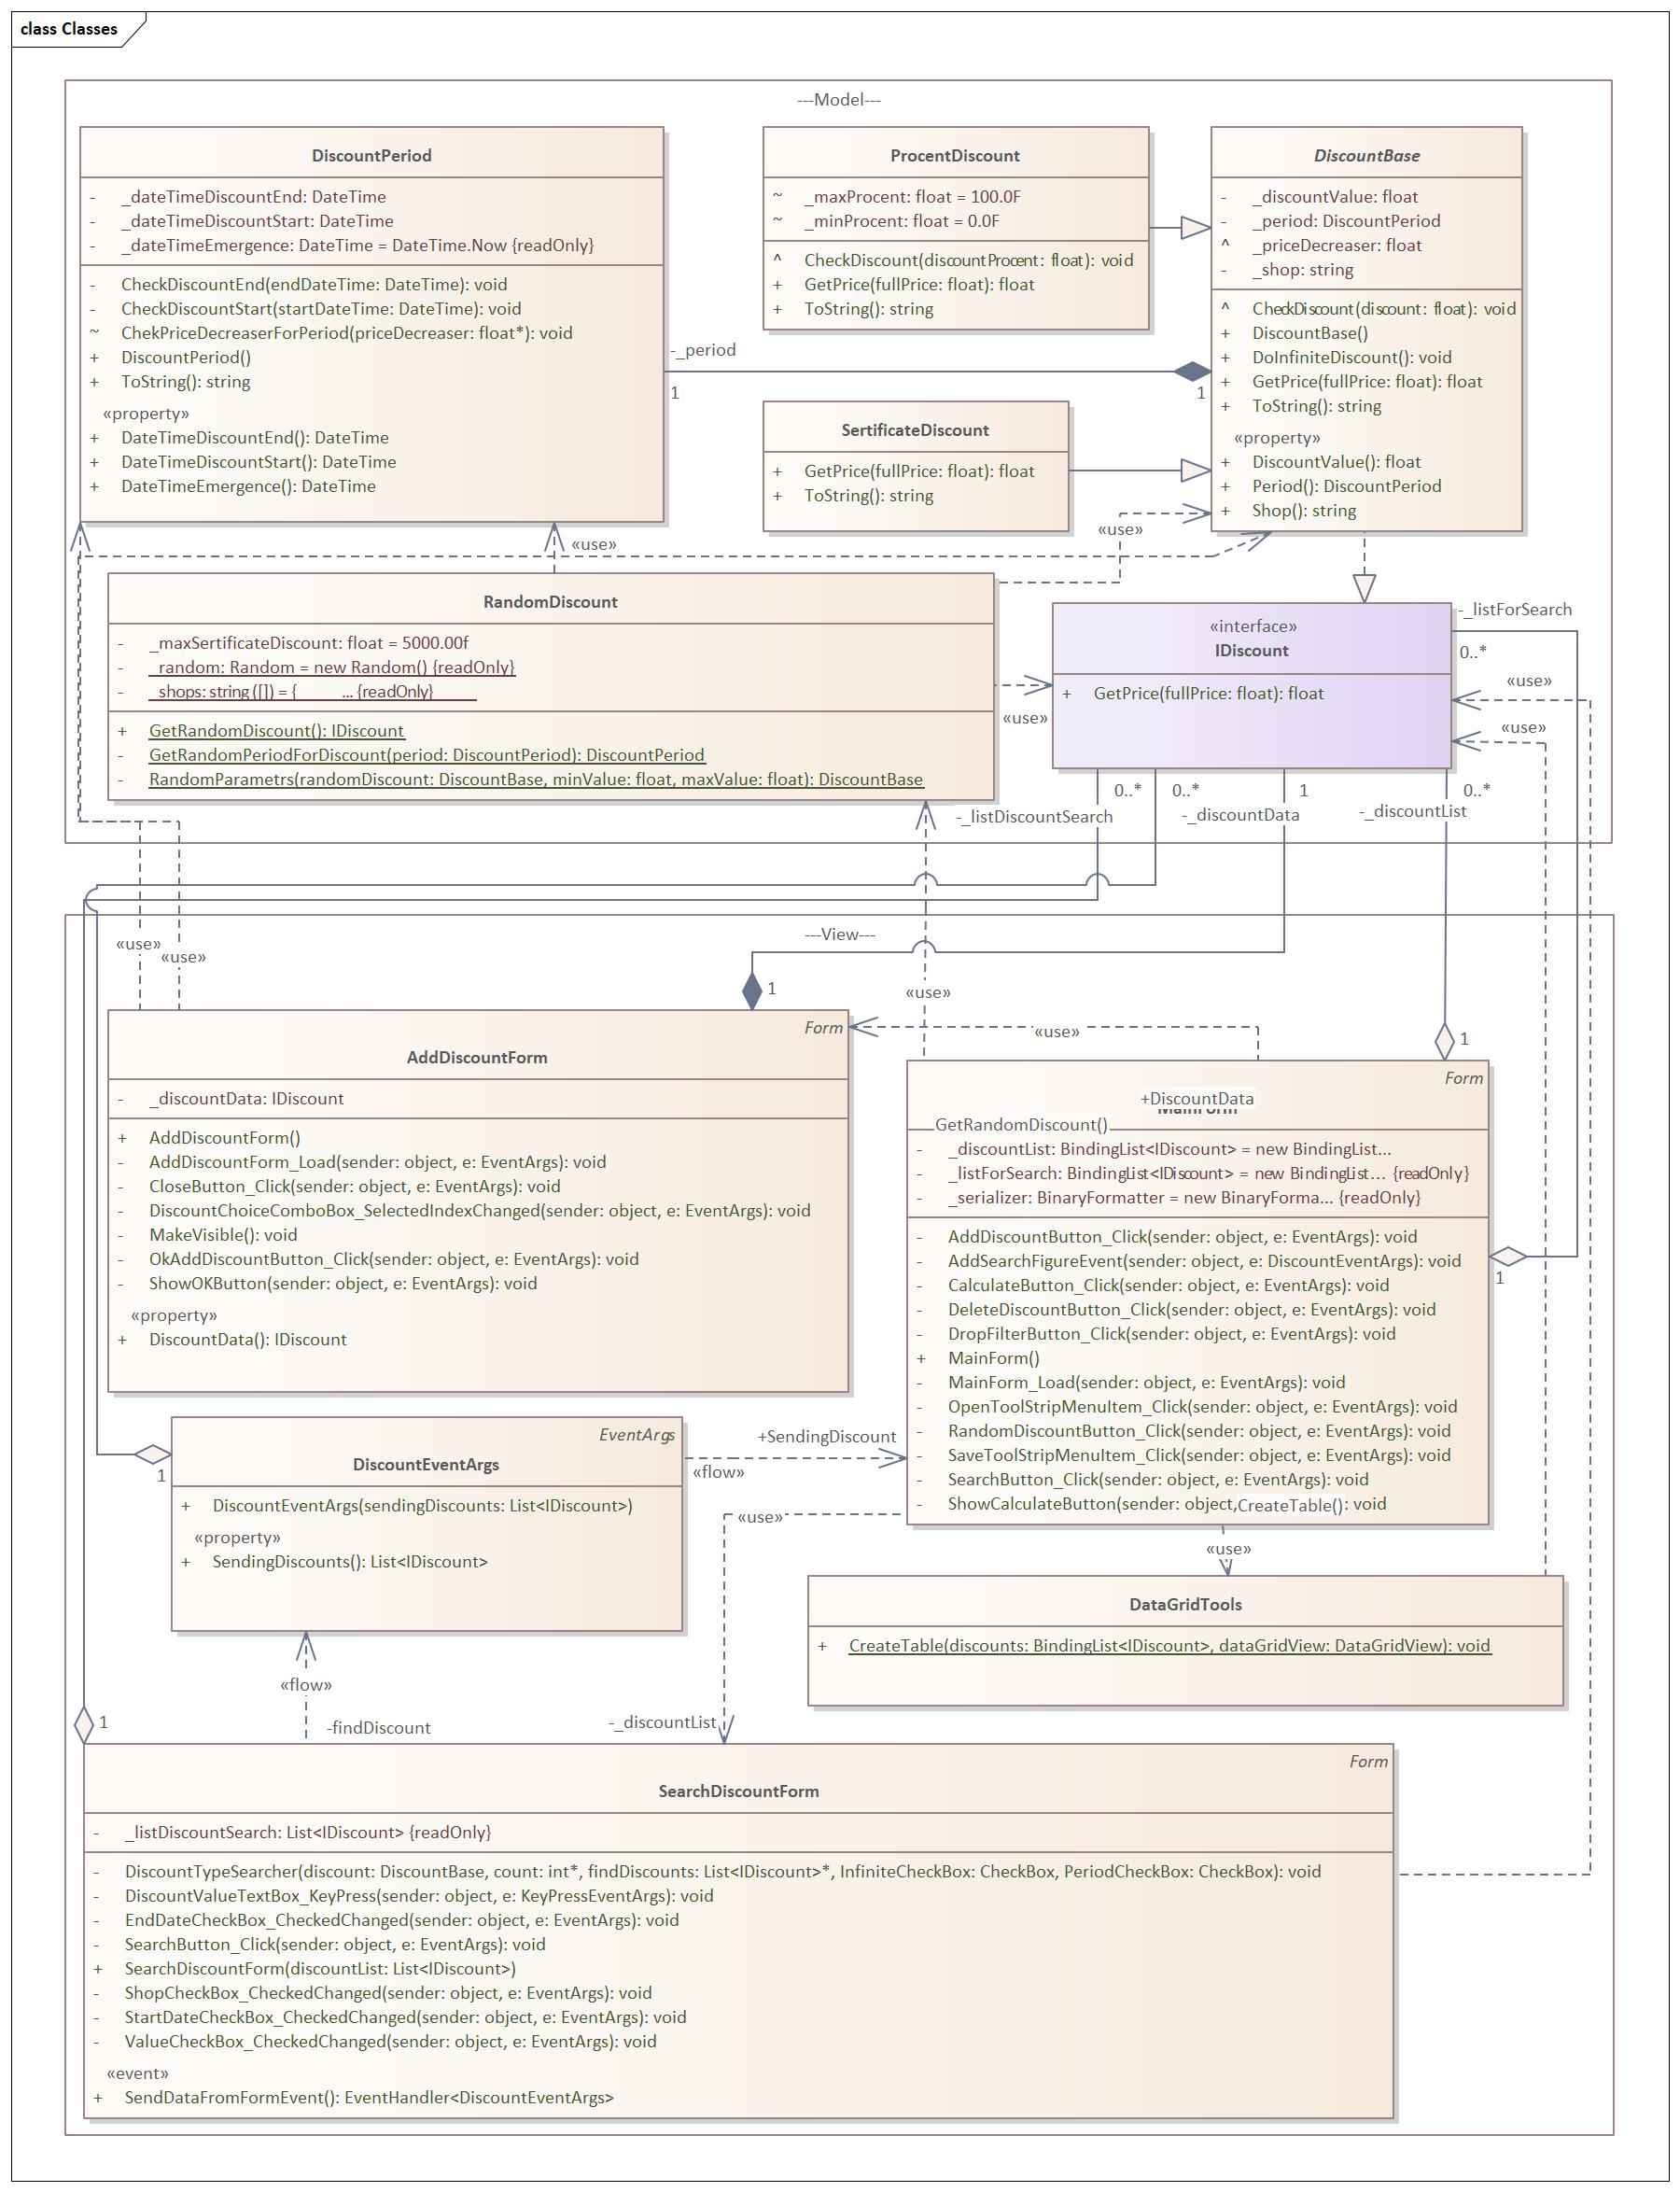 class Classes
---Model---
DiscountPeriod
- _dateTimeDiscountEnd: DateTime
- _dateTimeDiscountStart: DateTime
- _dateTimeEmergence: DateTime = DateTime.Now {readOnly}
- CheckDiscountEnd(endDateTime: DateTime): void
- CheckDiscountStart(startDateTime: DateTime): void
~ ChekPriceDecreaserForPeriod(priceDecreaser: float*): void
+ DiscountPeriod()
+ ToString(): string
«property»
+ DateTimeDiscountEnd(): DateTime
+ DateTimeDiscountStart(): DateTime
+ DateTimeEmergence(): DateTime
ProcentDiscount
~ _maxProcent: float = 100.0F
~ _minProcent: float = 0.0F
^ CheckDiscount(discountProcent: float): void
+ GetPrice(fullPrice: float): float
+ ToString(): string
DiscountBase
- _discountValue: float
- _period: DiscountPeriod
^ _priceDecreaser: float
- _shop: string
^ CheckDiscount(discount: float): void
+ DiscountBase()
+ DoInfiniteDiscount(): void
+ GetPrice(fullPrice: float): float
+ ToString(): string
«property»
+ DiscountValue(): float
+ Period(): DiscountPeriod
+ Shop(): string
-_period
1
1
SertificateDiscount
+ GetPrice(fullPrice: float): float
+ ToString(): string
«use»
«use»
RandomDiscount
- _maxSertificateDiscount: float = 5000.00f
- _random: Random = new Random() {readOnly}
- _shops: string ([]) = { ... {readOnly}
+ GetRandomDiscount(): IDiscount
- GetRandomPeriodForDiscount(period: DiscountPeriod): DiscountPeriod
- RandomParametrs(randomDiscount: DiscountBase, minValue: float, maxValue: float): DiscountBase
«use»
«interface»
IDiscount
+ GetPrice(fullPrice: float): float
-_listForSearch
0..*
«use»
«use»
0..*
0..*
1
0..*
-_listDiscountSearch
-_discountData
-_discountList
---View---
«use»
«use»
1
«use»
«use»
1
Form
AddDiscountForm
- _discountData: IDiscount
+ AddDiscountForm()
- AddDiscountForm_Load(sender: object, e: EventArgs): void
- CloseButton_Click(sender: object, e: EventArgs): void
- DiscountChoiceComboBox_SelectedIndexChanged(sender: object, e: EventArgs): void
- MakeVisible(): void
- OkAddDiscountButton_Click(sender: object, e: EventArgs): void
- ShowOKButton(sender: object, e: EventArgs): void
«property»
+ DiscountData(): IDiscount
Form
+DiscountData
GetRandomDiscount()
- _discountList: BindingList<IDiscount> = new BindingList...
- _listForSearch: BindingList<IDiscount> = new BindingList... {readOnly}
- _serializer: BinaryFormatter = new BinaryForma... {readOnly}
- AddDiscountButton_Click(sender: object, e: EventArgs): void
- AddSearchFigureEvent(sender: object, e: DiscountEventArgs): void
- CalculateButton_Click(sender: object, e: EventArgs): void
- DeleteDiscountButton_Click(sender: object, e: EventArgs): void
- DropFilterButton_Click(sender: object, e: EventArgs): void
+ MainForm()
- MainForm_Load(sender: object, e: EventArgs): void
- OpenToolStripMenuItem_Click(sender: object, e: EventArgs): void
- RandomDiscountButton_Click(sender: object, e: EventArgs): void
- SaveToolStripMenuItem_Click(sender: object, e: EventArgs): void
- SearchButton_Click(sender: object, e: EventArgs): void
- ShowCalculateButton(sender: object, CreateTable() : void
1
EventArgs
DiscountEventArgs
+ DiscountEventArgs(sendingDiscounts: List<IDiscount>)
«property»
+ SendingDiscounts(): List<IDiscount>
1
+SendingDiscount
«flow»
«use»
«use»
DataGridTools
+ CreateTable(discounts: BindingList<IDiscount>, dataGridView: DataGridView): void
«flow»
1
-findDiscount
-_discountList
Form
SearchDiscountForm
- _listDiscountSearch: List<IDiscount> {readOnly}
- DiscountTypeSearcher(discount: DiscountBase, count: int*, findDiscounts: List<IDiscount>*, InfiniteCheckBox: CheckBox, PeriodCheckBox: CheckBox): void
- DiscountValueTextBox_KeyPress(sender: object, e: KeyPressEventArgs): void
- EndDateCheckBox_CheckedChanged(sender: object, e: EventArgs): void
- SearchButton_Click(sender: object, e: EventArgs): void
+ SearchDiscountForm(discountList: List<IDiscount>)
- ShopCheckBox_CheckedChanged(sender: object, e: EventArgs): void
- StartDateCheckBox_CheckedChanged(sender: object, e: EventArgs): void
- ValueCheckBox_CheckedChanged(sender: object, e: EventArgs): void
«event»
+ SendDataFromFormEvent(): EventHandler<DiscountEventArgs>